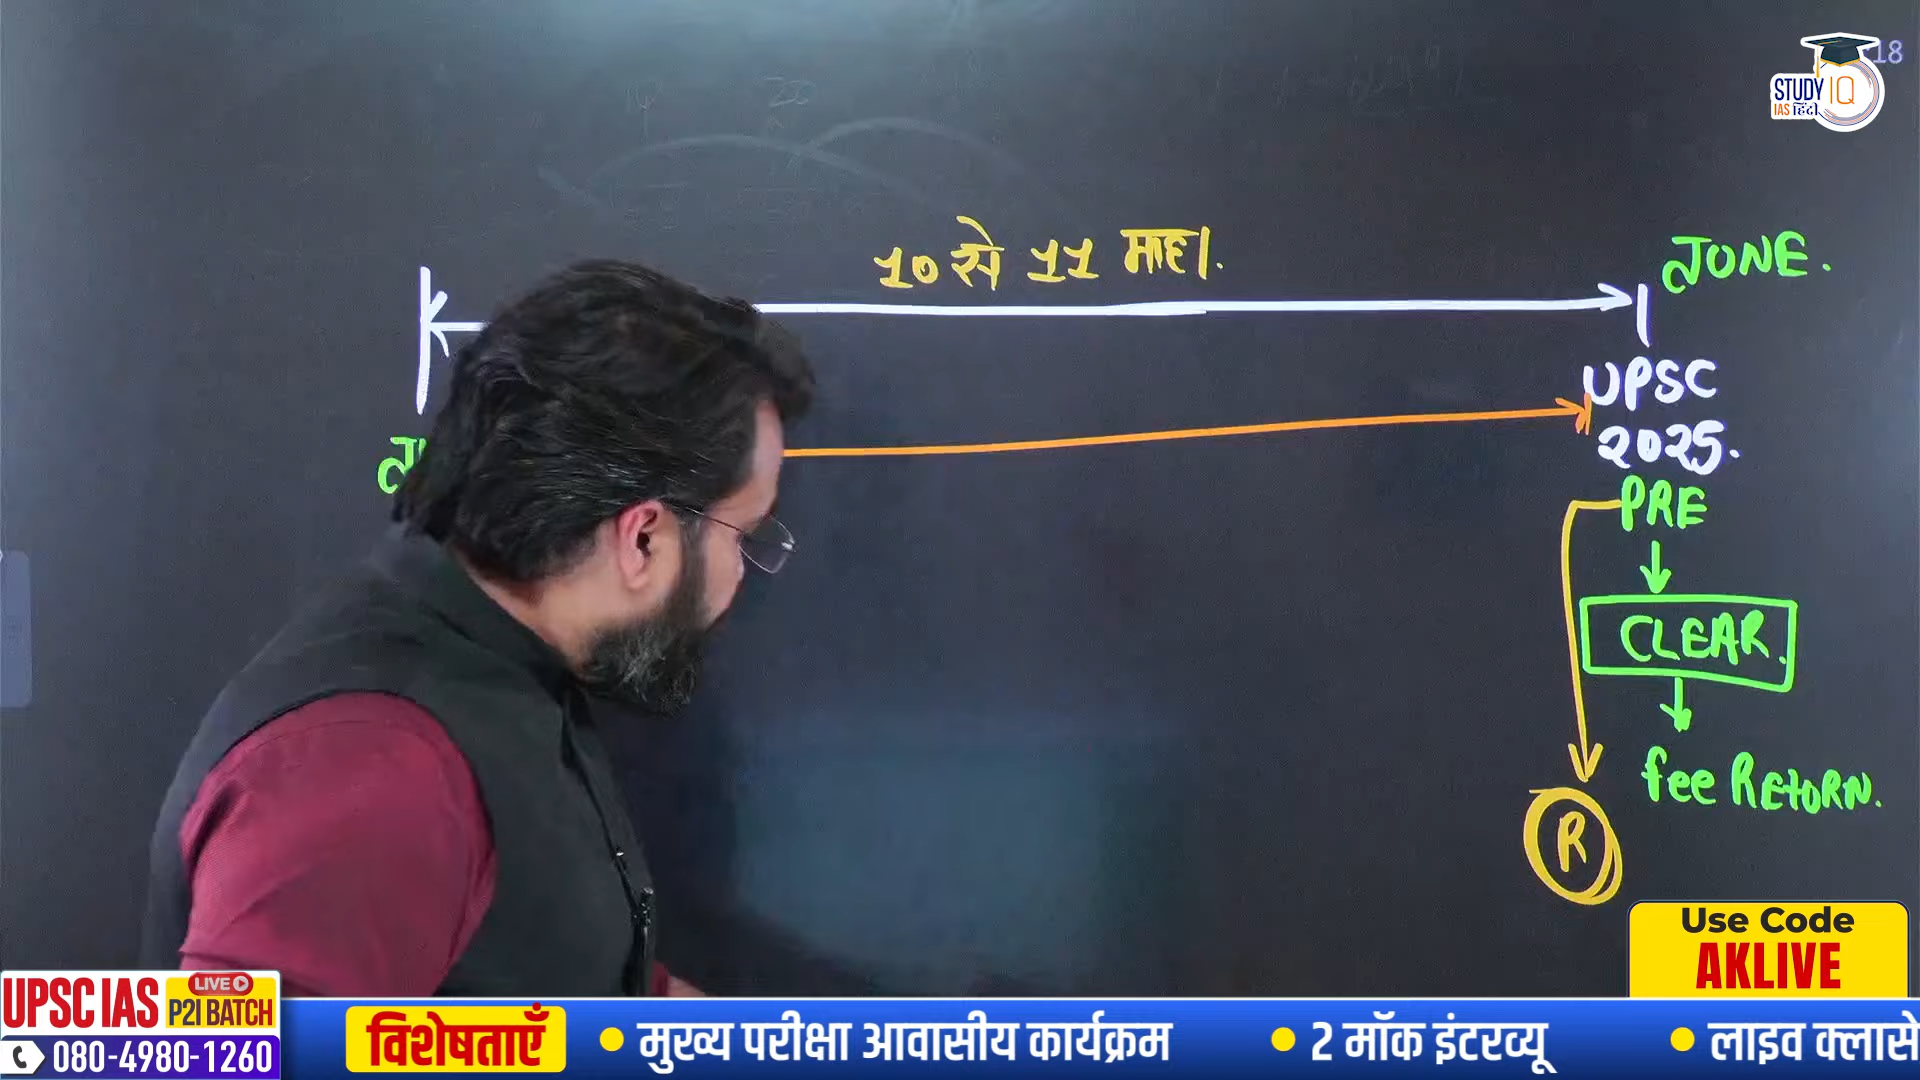 18
STUDY IQ
IAS हिंदी
10 से 11 माह।.
JUNE.
UPSC
2025.
PRE
CLEAR.
fee RETURN.
R
Use Code
AKLIVE
UPSC IAS LIVE
P2I BATCH
080-4980-1260
विशेषताएँ • मुख्य परीक्षा आवासीय कार्यक्रम • 2 मॉक इंटरव्यू • लाइव क्लासे